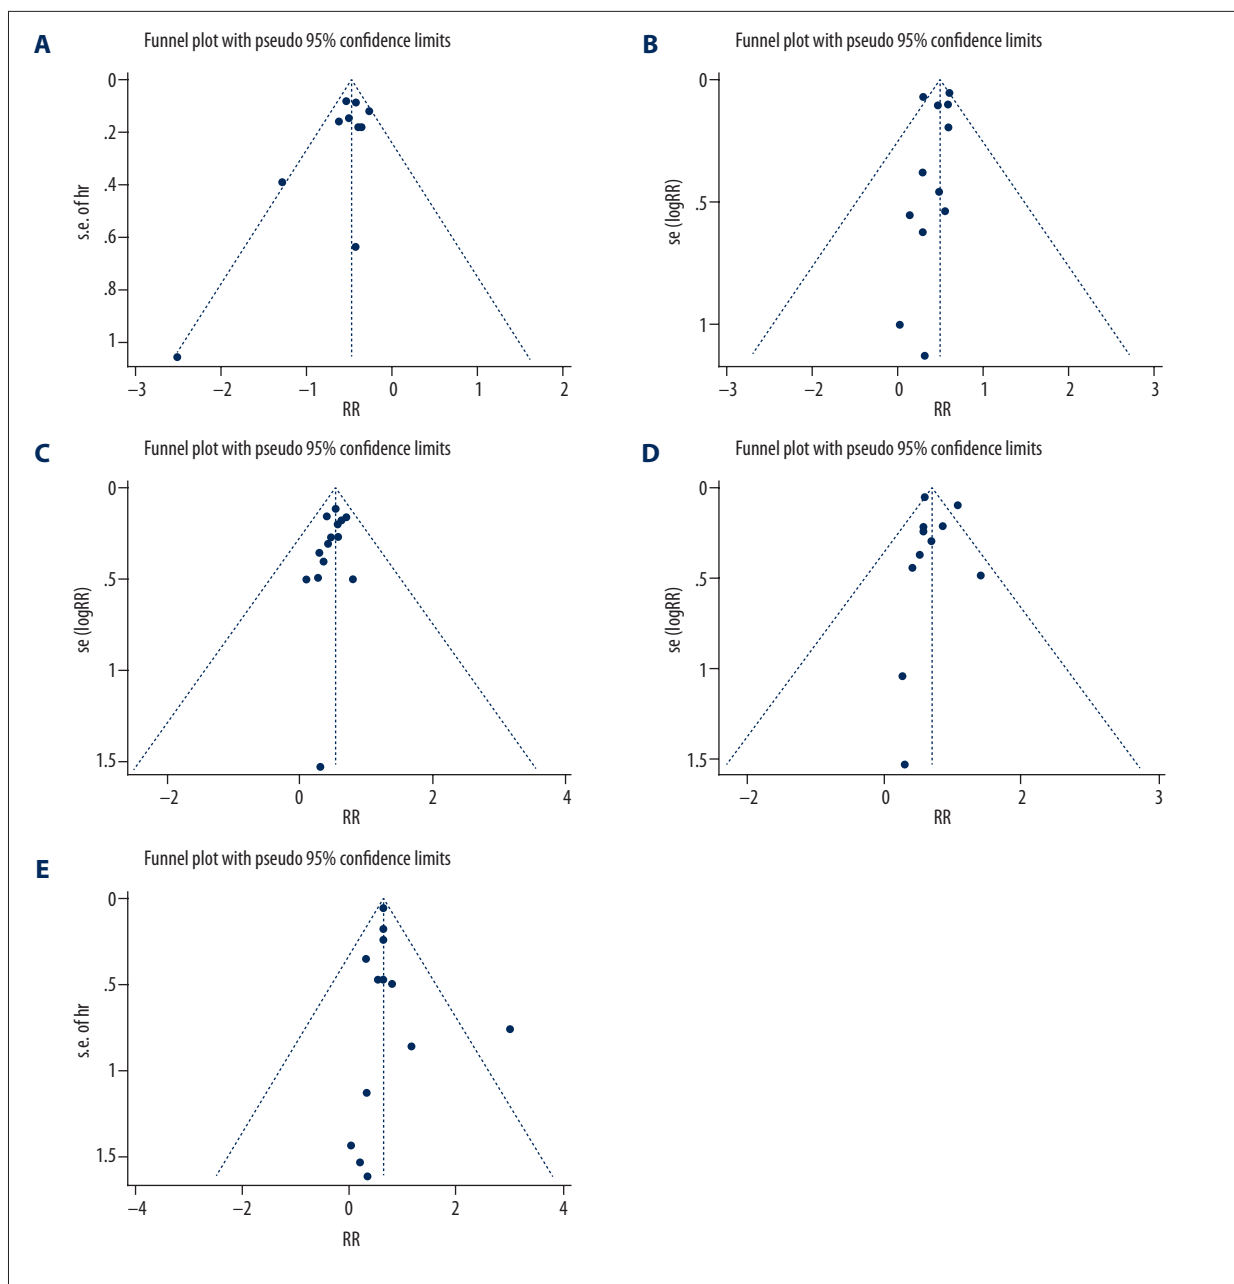 A Funnel plot with pseudo 95% confidence limits
0
.2
.4
.6
.8
1
s.e. of hr
−3 −2 −1 0 1 2
RR
B Funnel plot with pseudo 95% confidence limits
0
.5
1
se (logRR)
−3 −2 0 1 2 3
RR
C Funnel plot with pseudo 95% confidence limits
0
.5
1
1.5
se (logRR)
−2 0 2 4
RR
D Funnel plot with pseudo 95% confidence limits
0
.5
1
1.5
se (logRR)
−2 0 2 3
RR
E Funnel plot with pseudo 95% confidence limits
0
.5
1
1.5
s.e. of hr
−4 −2 0 2 4
RR